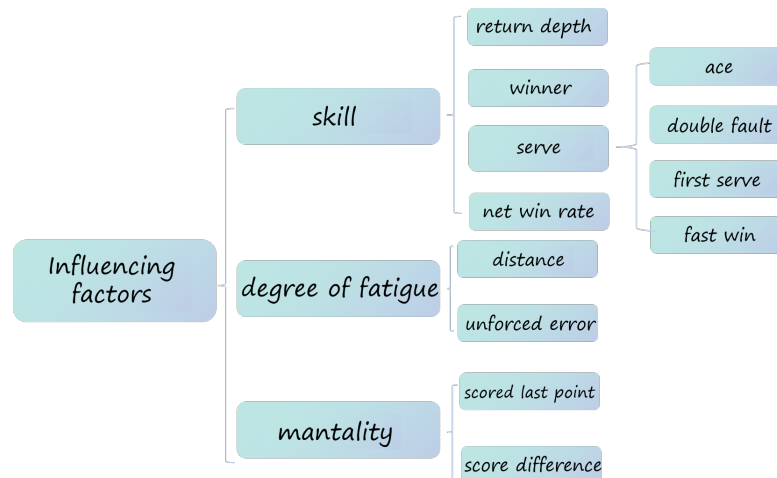 Influencing
factors
skill
return depth
winner
serve
ace
double fault
first serve
fast win
net win rate
degree of fatigue
distance
unforced error
mantality
scored last point
score difference